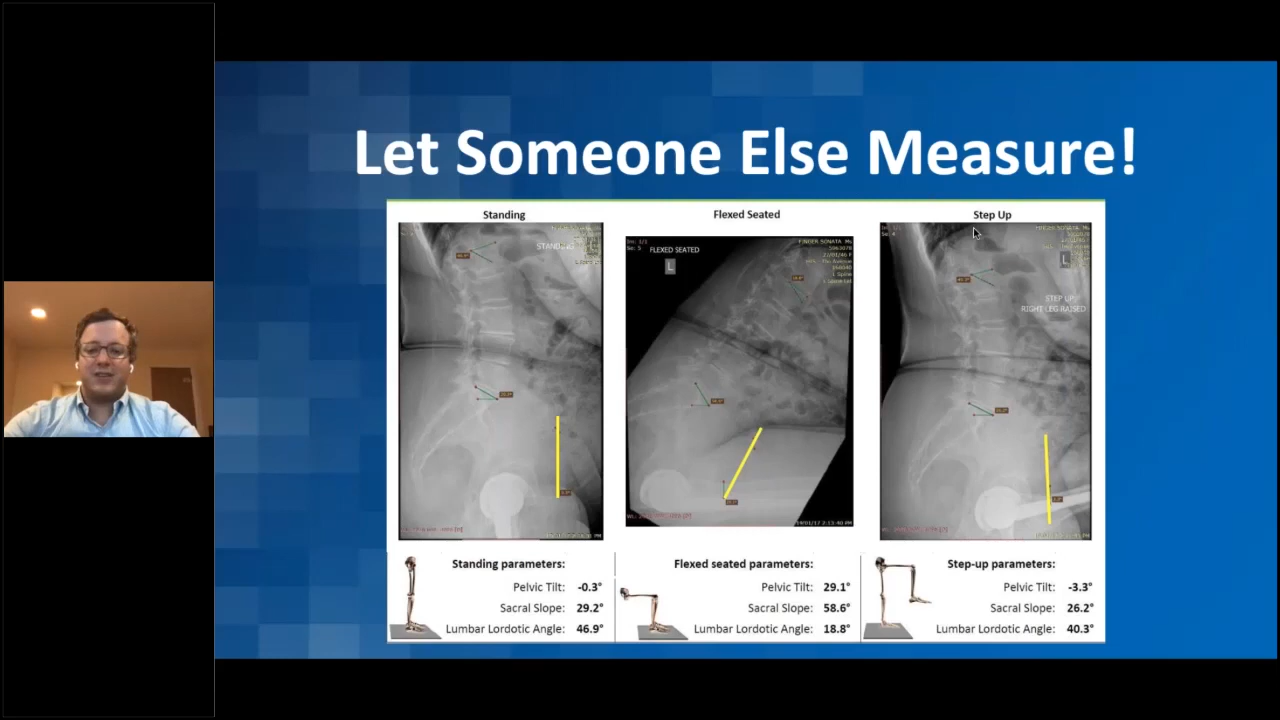 Let Someone Else Measure!
Standing
Flexed Seated
Step Up
STANDING
FLEXED SEATED
L
L
STEP UP
RIGHT LEG RAISED
Standing parameters:
Pelvic Tilt: -0.3°
Sacral Slope: 29.2°
Lumbar Lordotic Angle: 46.9°
Flexed seated parameters:
Pelvic Tilt: 29.1°
Sacral Slope: 58.6°
Lumbar Lordotic Angle: 18.8°
Step-up parameters:
Pelvic Tilt: -3.3°
Sacral Slope: 26.2°
Lumbar Lordotic Angle: 40.3°